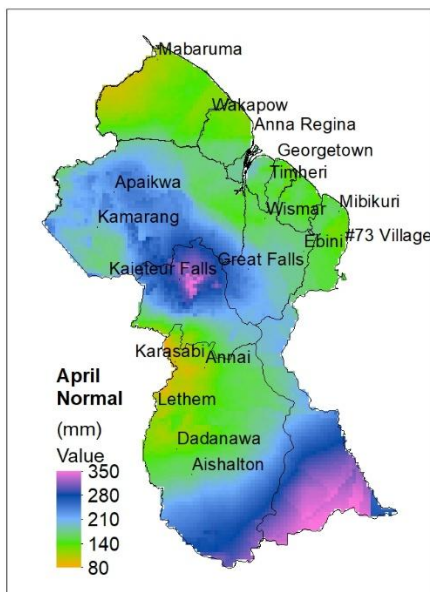 Mabaruma
Wakapow
Anna Regina
Georgetown
Timheri
Apaikwa
Mibikuri
Kamarang
Wismar
#73 Village
Ebini
Great Falls
Kaieteur Falls
Karasabi
Annai
April
Normal
Lethem
(mm)
Dadanawa
Value
Aishalton
350
280
210
140
80